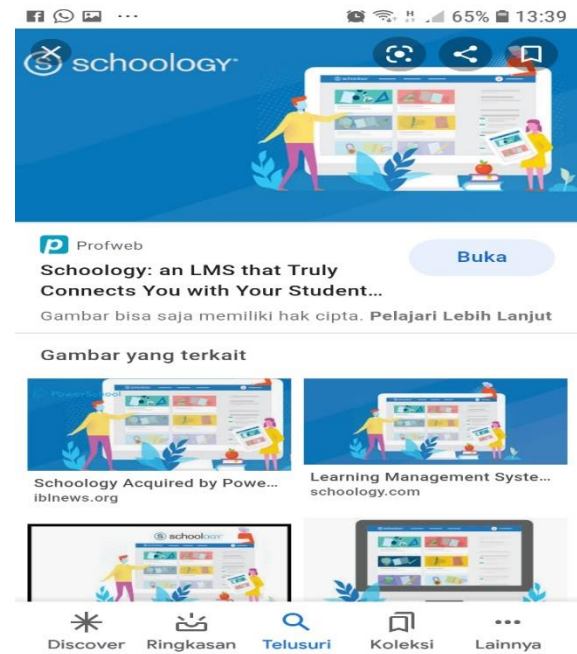 65% 13:39
schoology
Profweb
Schoology: an LMS that Truly
Connects You with Your Student...
Buka
Gambar bisa saja memiliki hak cipta. Pelajari Lebih Lanjut
Gambar yang terkait
PowerSchool
Schoology Acquired by Powe...
iblnews.org
Learning Management Syste...
schoology.com
schoology
Discover Ringkasan Telusuri Koleksi Lainnya